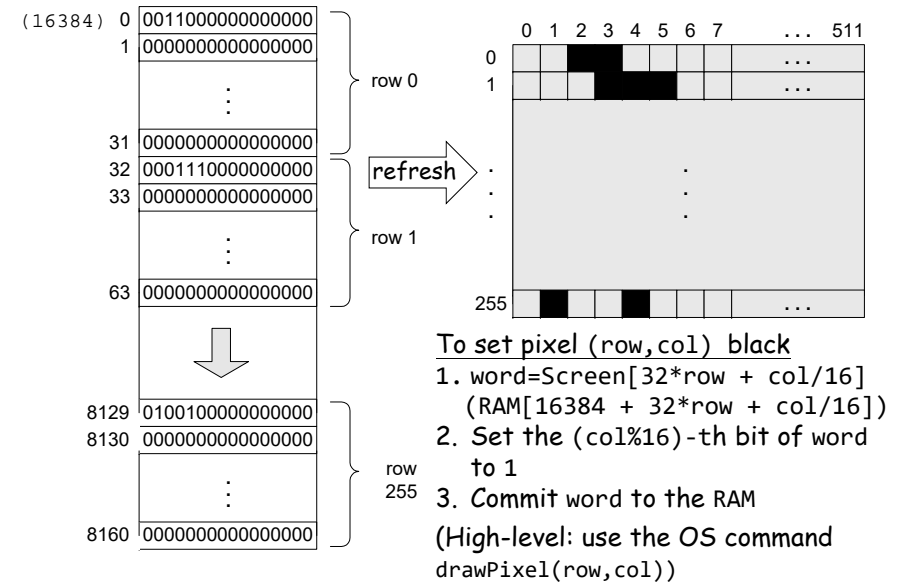 (16384) 0 0011000000000000
1 0000000000000000
.
.
.
31 0000000000000000
row 0
32 0001110000000000
33 0000000000000000
.
.
.
63 0000000000000000
row 1
8129 0100100000000000
8130 0000000000000000
.
.
.
8160 0000000000000000
row
255
refresh
0 1 2 3 4 5 6 7 ... 511
0 ...
1 ...
. .
. .
. .
255 ...
To set pixel (row,col) black
1. word=Screen[32*row + col/16]
(RAM[16384 + 32*row + col/16])
2. Set the (col%16)-th bit of word
to 1
3. Commit word to the RAM
(High-level: use the OS command
drawPixel(row,col))